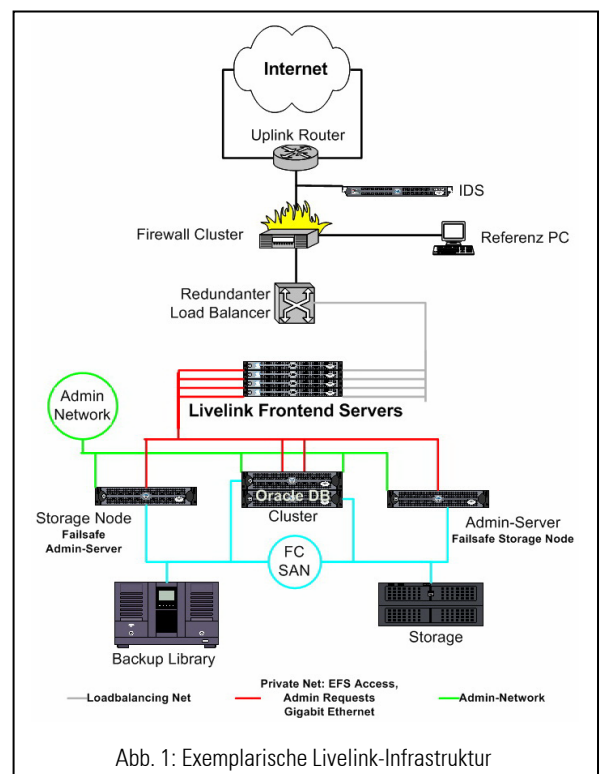 Internet
Uplink Router
IDS
Firewall Cluster
Referenz PC
Redundanter
Load Balancer
Livelink Frontend Servers
Admin
Network
Oracle DB
Cluster
Storage Node
Failsafe
Admin-Server
Admin-Server
Failsafe Storage Node
FC
SAN
Backup Library
Storage
Loadbalancing Net
Private Net: EFS Access,
Admin Requests
Gigabit Ethernet
Admin-Network
Abb. 1: Exemplarische Livelink-Infrastruktur